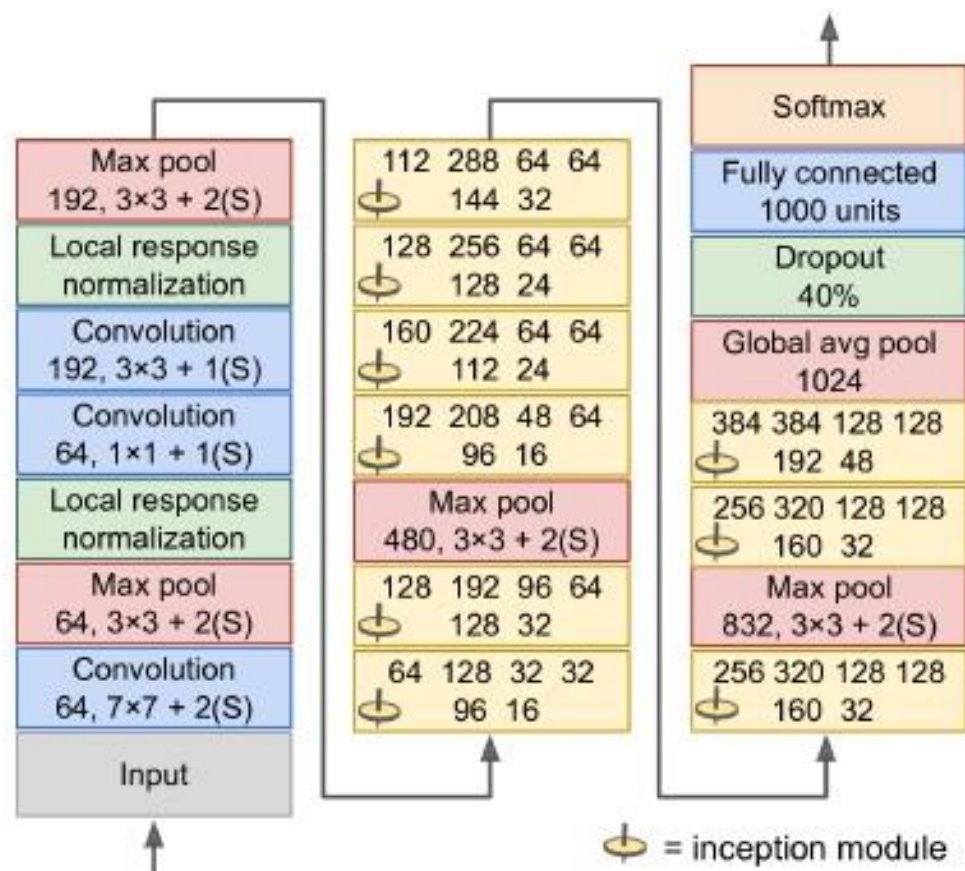 Max pool
192, 3×3 + 2(S)
Local response
normalization
Convolution
192, 3×3 + 1(S)
Convolution
64, 1×1 + 1(S)
Local response
normalization
Max pool
64, 3×3 + 2(S)
Convolution
64, 7×7 + 2(S)
Input
112 288 64 64
144 32
128 256 64 64
128 24
160 224 64 64
112 24
192 208 48 64
96 16
Max pool
480, 3×3 + 2(S)
128 192 96 64
128 32
64 128 32 32
96 16
Softmax
Fully connected
1000 units
Dropout
40%
Global avg pool
1024
384 384 128 128
192 48
256 320 128 128
160 32
Max pool
832, 3×3 + 2(S)
256 320 128 128
160 32
= inception module